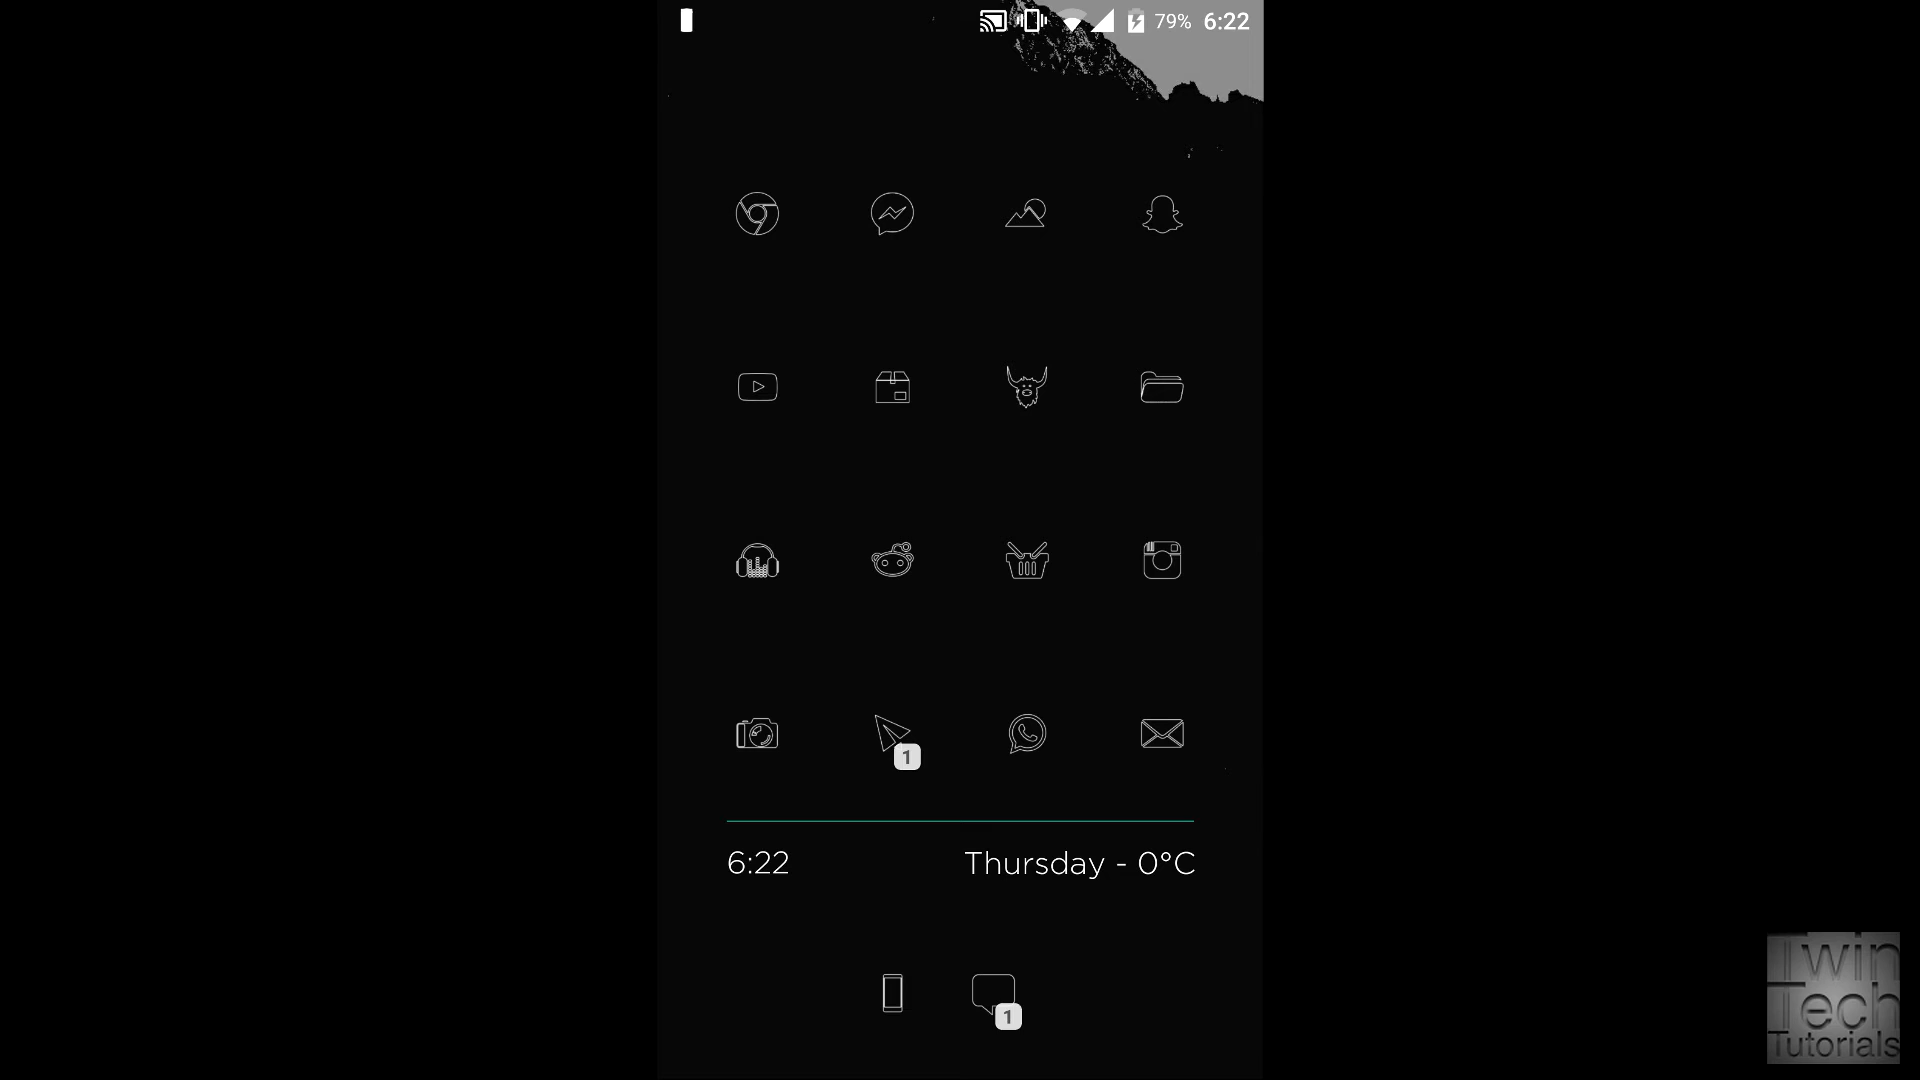 79% 6:22
1
6:22 Thursday - 0°C
1
Twin
Tech
Tutorials